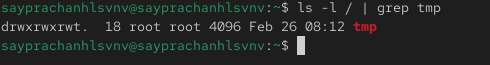 sayprachanhlsvnv@sayprachanhlsvnv:~$ ls -l / | grep tmp
drwxrwxrwt.  18 root root 4096 Feb 26 08:12 tmp
sayprachanhlsvnv@sayprachanhlsvnv:~$